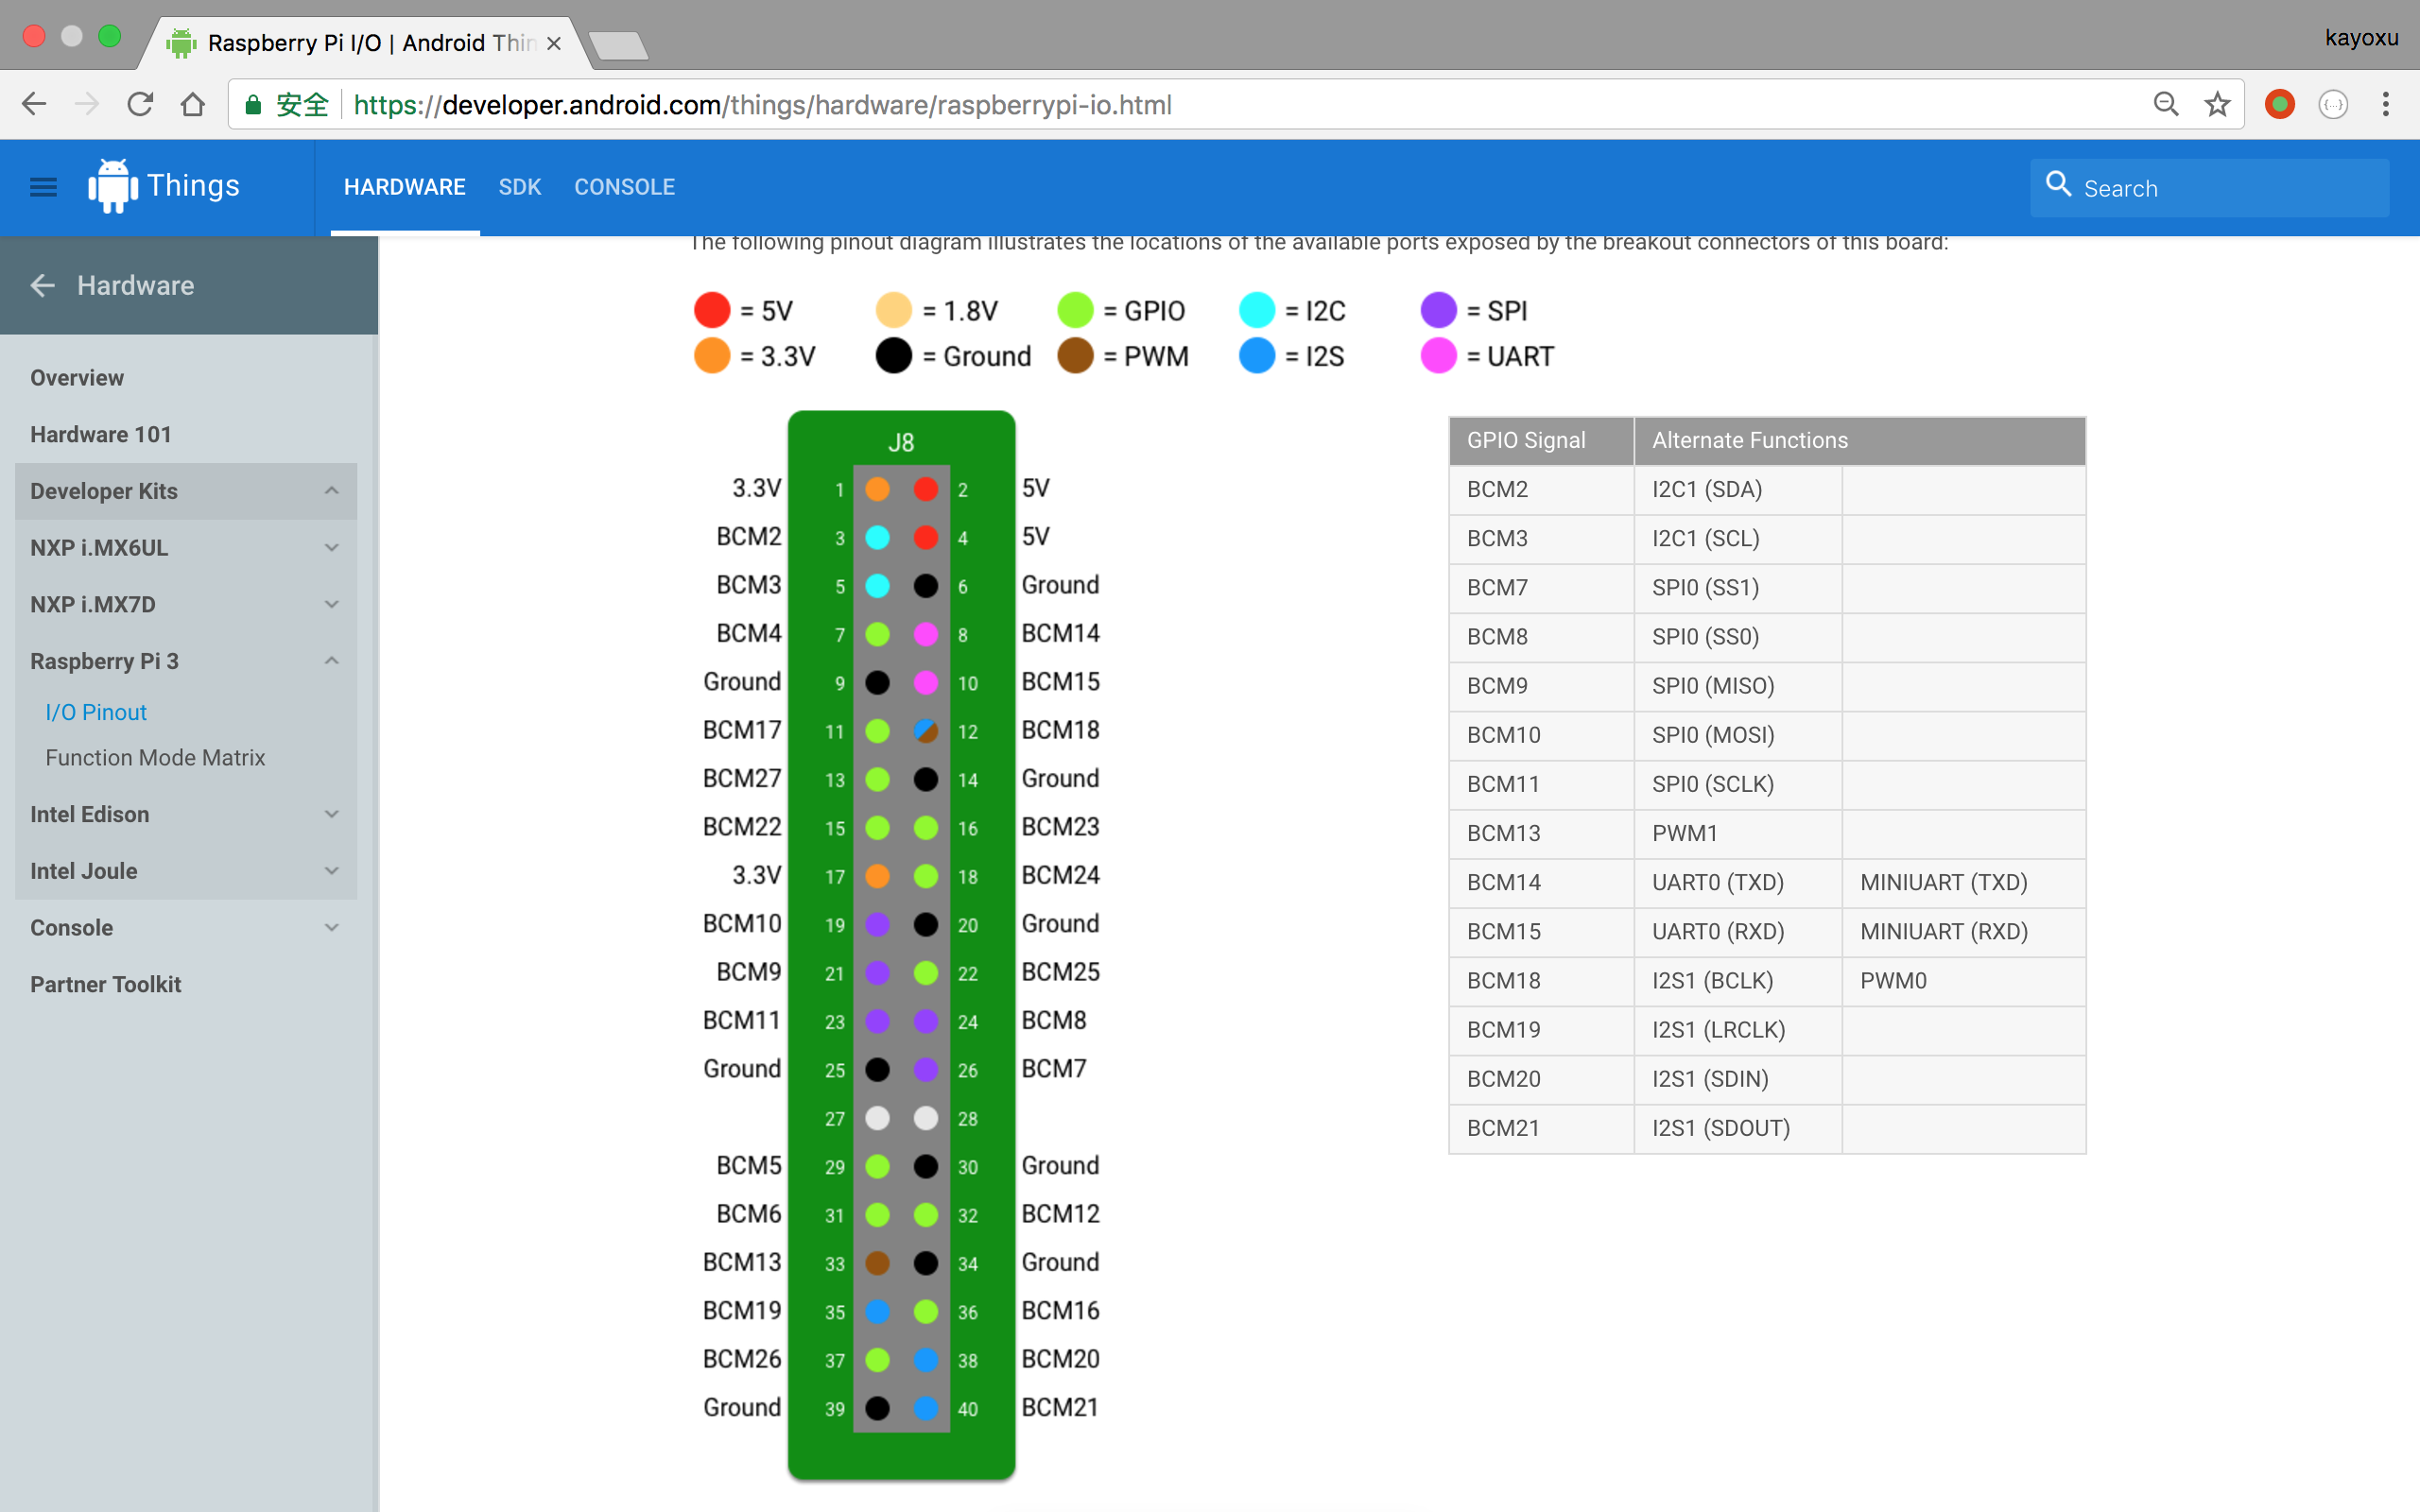 Raspberry Pi I/O | Android Thin
kayoxu
安全 https://developer.android.com/things/hardware/raspberrypi-io.html
Things HARDWARE SDK CONSOLE Search
Hardware
Overview
Hardware 101
Developer Kits
NXP i.MX6UL
NXP i.MX7D
Raspberry Pi 3
I/O Pinout
Function Mode Matrix
Intel Edison
Intel Joule
Console
Partner Toolkit
The following pinout diagram illustrates the locations of the available ports exposed by the breakout connectors of this board:
= 5V = 1.8V = GPIO = I2C = SPI
= 3.3V = Ground = PWM = I2S = UART
J8
3.3V 1 2 5V
BCM2 3 4 5V
BCM3 5 6 Ground
BCM4 7 8 BCM14
Ground 9 10 BCM15
BCM17 11 12 BCM18
BCM27 13 14 Ground
BCM22 15 16 BCM23
3.3V 17 18 BCM24
BCM10 19 20 Ground
BCM9 21 22 BCM25
BCM11 23 24 BCM8
Ground 25 26 BCM7
27 28
BCM5 29 30 Ground
BCM6 31 32 BCM12
BCM13 33 34 Ground
BCM19 35 36 BCM16
BCM26 37 38 BCM20
Ground 39 40 BCM21
GPIO Signal Alternate Functions
BCM2 I2C1 (SDA)
BCM3 I2C1 (SCL)
BCM7 SPI0 (SS1)
BCM8 SPI0 (SS0)
BCM9 SPI0 (MISO)
BCM10 SPI0 (MOSI)
BCM11 SPI0 (SCLK)
BCM13 PWM1
BCM14 UART0 (TXD) MINIUART (TXD)
BCM15 UART0 (RXD) MINIUART (RXD)
BCM18 I2S1 (BCLK) PWM0
BCM19 I2S1 (LRCLK)
BCM20 I2S1 (SDIN)
BCM21 I2S1 (SDOUT)